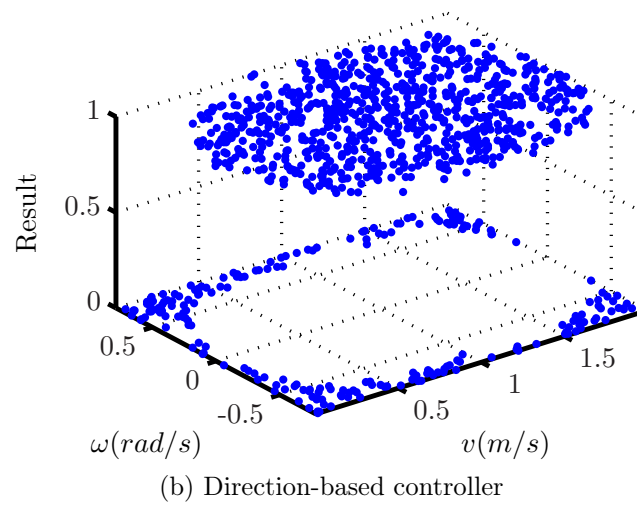 1
0.5
0
Result
0.5
0
-0.5
0.5
1
1.5
ω(rad/s)
v(m/s)
(b) Direction-based controller